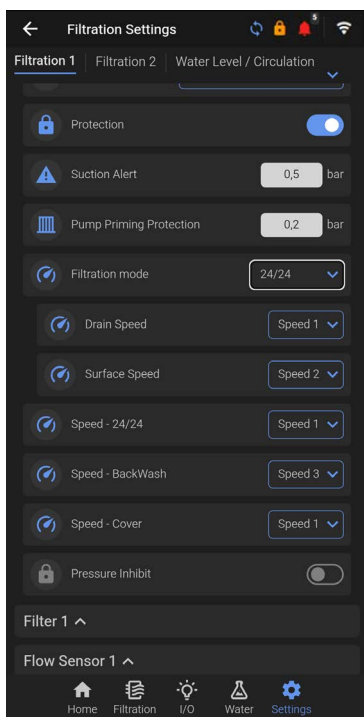 Filtration Settings
5
Filtration 1 Filtration 2 Water Level / Circulation
Protection
Suction Alert 0,5 bar
Pump Priming Protection 0,2 bar
Filtration mode 24/24
Drain Speed Speed 1
Surface Speed Speed 2
Speed - 24/24 Speed 1
Speed - BackWash Speed 3
Speed - Cover Speed 1
Pressure Inhibit
Filter 1
Flow Sensor 1
Home Filtration I/O Water Settings